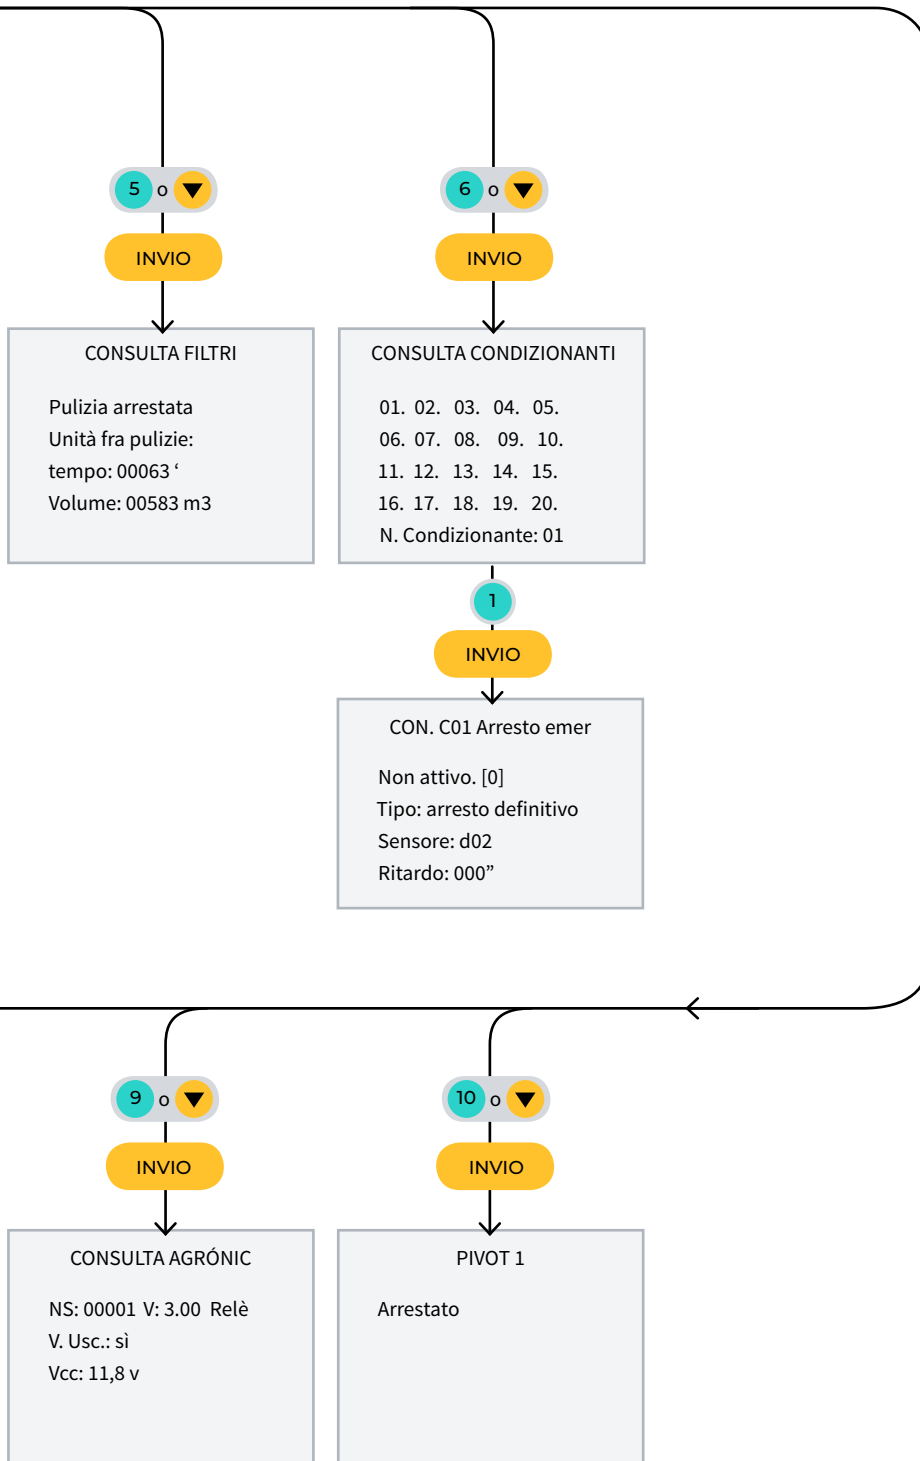 5 o
INVIO
CONSULTA FILTRI
Pulizia arrestata
Unità fra pulizie:
tempo: 00063 ‘
Volume: 00583 m3
6 o
INVIO
CONSULTA CONDIZIONANTI
01. 02. 03. 04. 05.
06. 07. 08. 09. 10.
11. 12. 13. 14. 15.
16. 17. 18. 19. 20.
N. Condizionante: 01
1
INVIO
CON. C01 Arresto emer
Non attivo. [0]
Tipo: arresto definitivo
Sensore: d02
Ritardo: 000”
9 o
INVIO
CONSULTA AGRÓNIC
NS: 00001 V: 3.00 Relè
V. Usc.: sì
Vcc: 11,8 v
10 o
INVIO
PIVOT 1
Arrestato